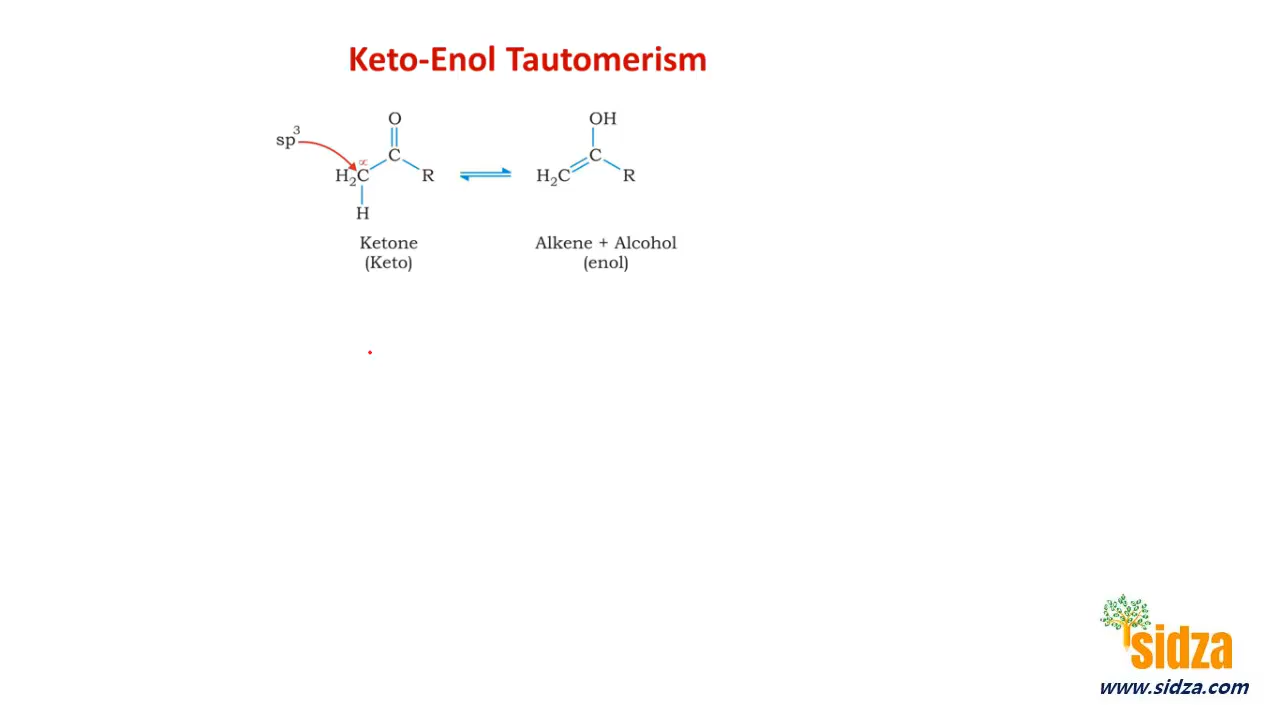 Keto-Enol Tautomerism
sp³
O
C
∝
H₂C
R
H
Ketone
(Keto)
OH
C
H₂C
R
Alkene + Alcohol
(enol)
sidza
www.sidza.com